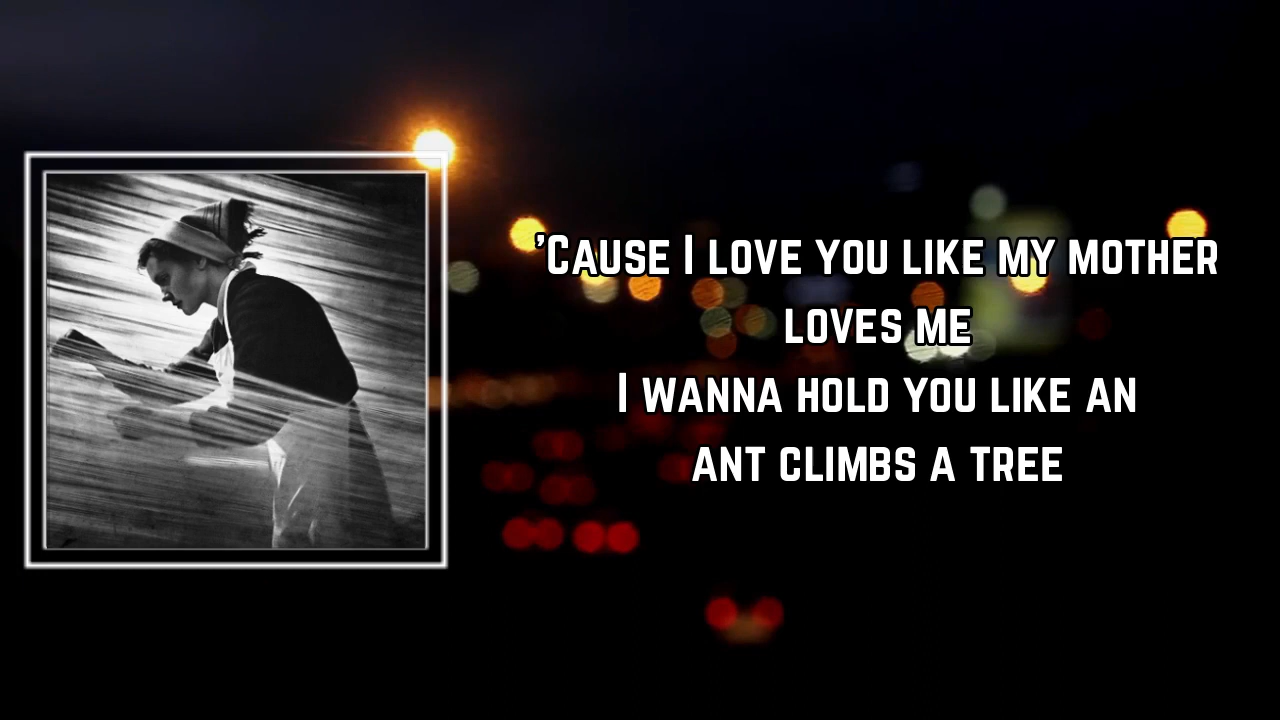 'CAUSE I LOVE YOU LIKE MY MOTHER
LOVES ME
I WANNA HOLD YOU LIKE AN
ANT CLIMBS A TREE